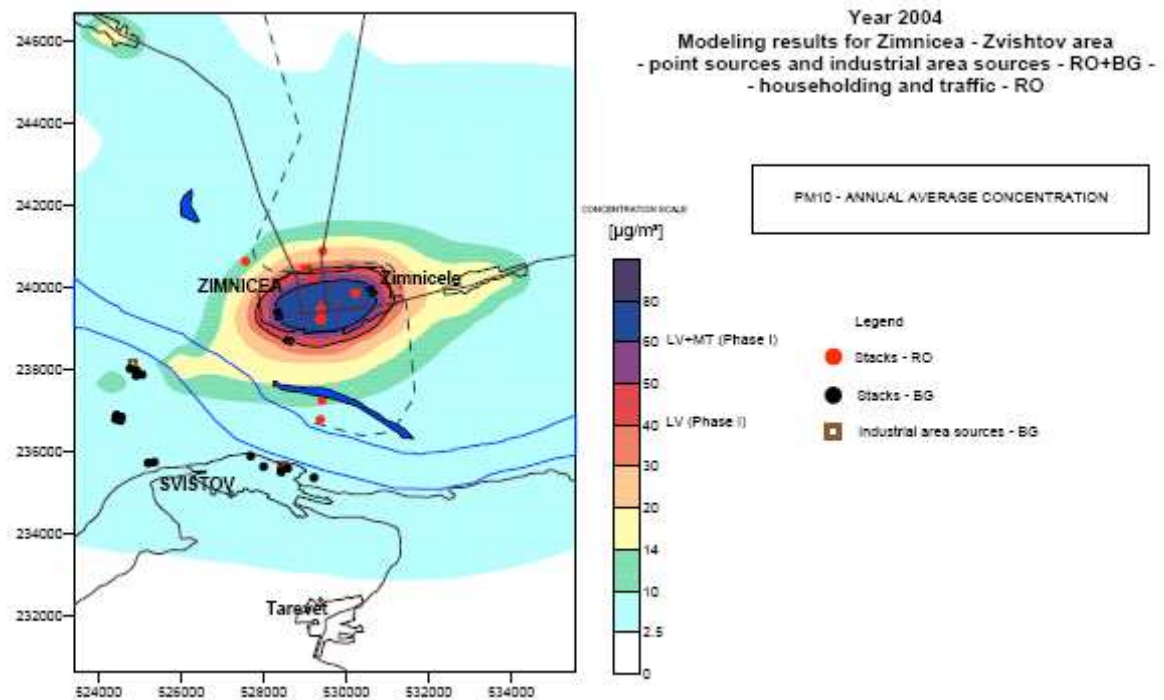 Year 2004
Modeling results for Zimnicea - Zvishtov area
- point sources and industrial area sources - RO+BG -
- householding and traffic - RO
PM10 - ANNUAL AVERAGE CONCENTRATION
CONCENTRATION SCALE
[µg/m³]
80
60 LV+MT (Phase I)
50
40 LV (Phase I)
30
20
14
10
2.5
0
Legend
Stacks - RO
Stacks - BG
Industrial area sources - BG
246000
244000
242000
240000
238000
236000
234000
232000
ZIMNICEA
Zimnicele
SVISTOV
Tarevet
524000 526000 528000 530000 532000 534000